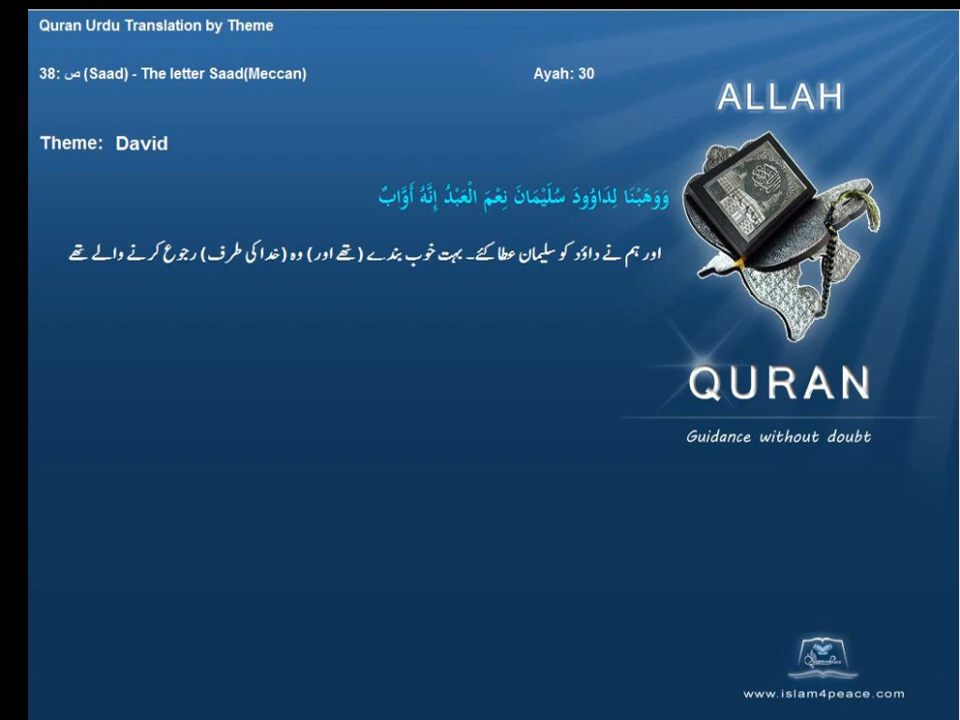 Quran Urdu Translation by Theme
38: ص (Saad) - The letter Saad(Meccan) Ayah: 30
Theme: David
وَوَهَبْنَا لِدَاوُودَ سُلَيْمَانَ نِعْمَ الْعَبْدُ إِنَّهُ أَوَّابٌ
اور ہم نے داؤد کو سلیمان عطا کئے۔ بہت خوب بندے (تھے اور) وہ (خدا کی طرف) رجوع کرنے والے تھے
ALLAH
QURAN
Guidance without doubt
www.islam4peace.com